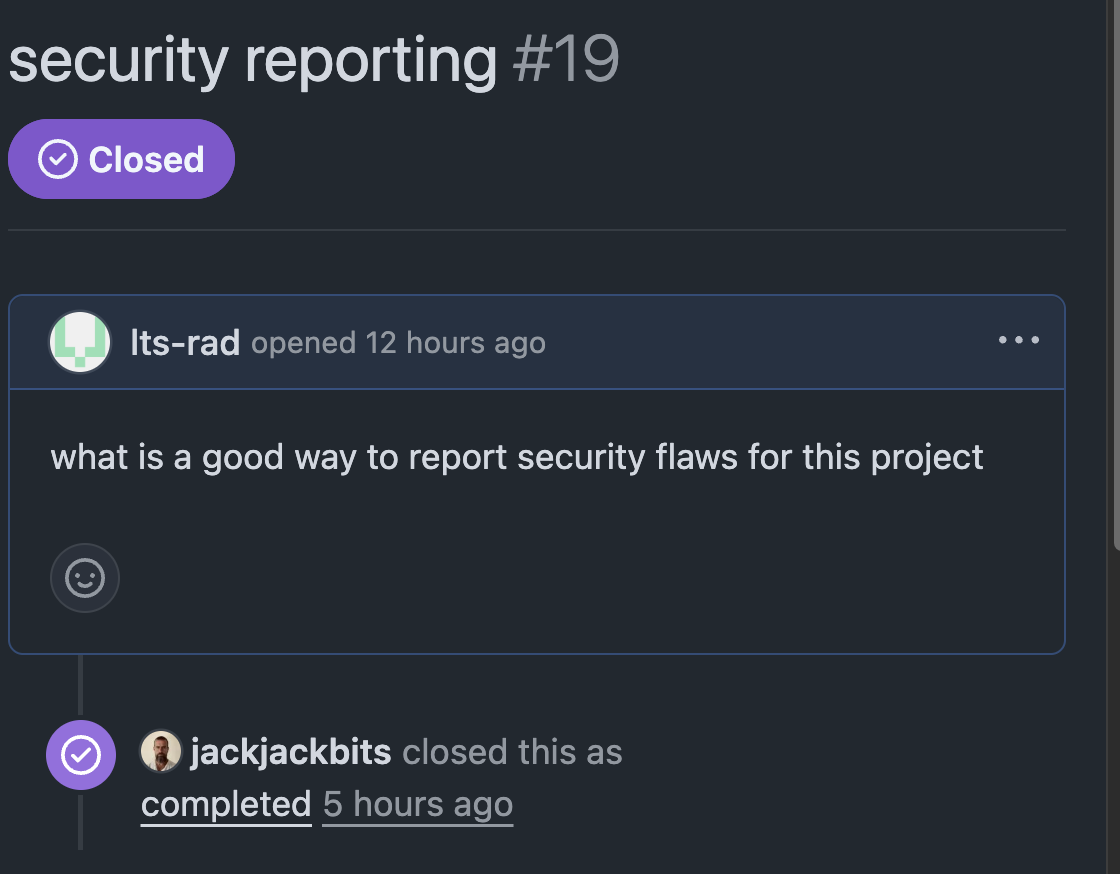 security reporting #19
Closed
lts-rad opened 12 hours ago
what is a good way to report security flaws for this project
jackjackbits closed this as
completed 5 hours ago